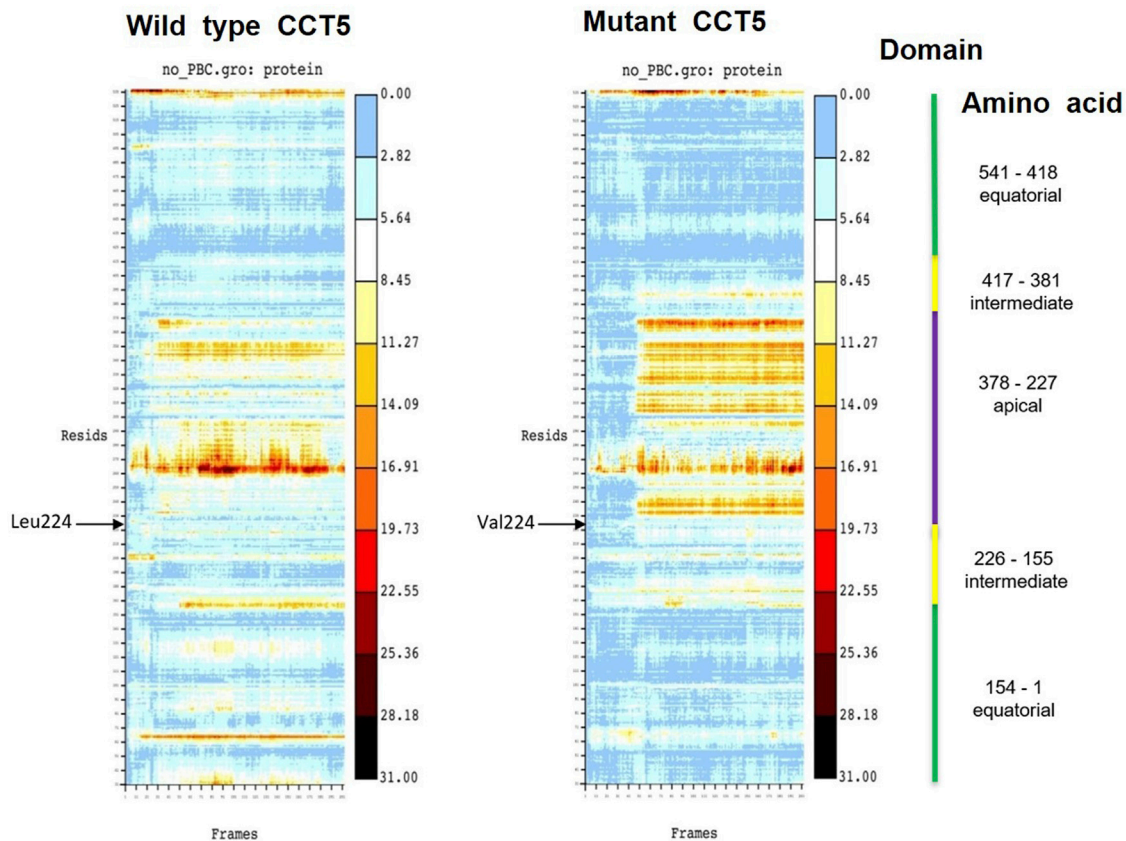 Wild type CCT5
Mutant CCT5
Domain
no_PBC.gro: protein
no_PBC.gro: protein
Amino acid
0.00
2.82
5.64
8.45
11.27
14.09
16.91
19.73
22.55
25.36
28.18
31.00
0.00
2.82
5.64
8.45
11.27
14.09
16.91
19.73
22.55
25.36
28.18
31.00
541 - 418
equatorial
417 - 381
intermediate
378 - 227
apical
226 - 155
intermediate
154 - 1
equatorial
Resids
Resids
Leu224
Val224
Frames
Frames